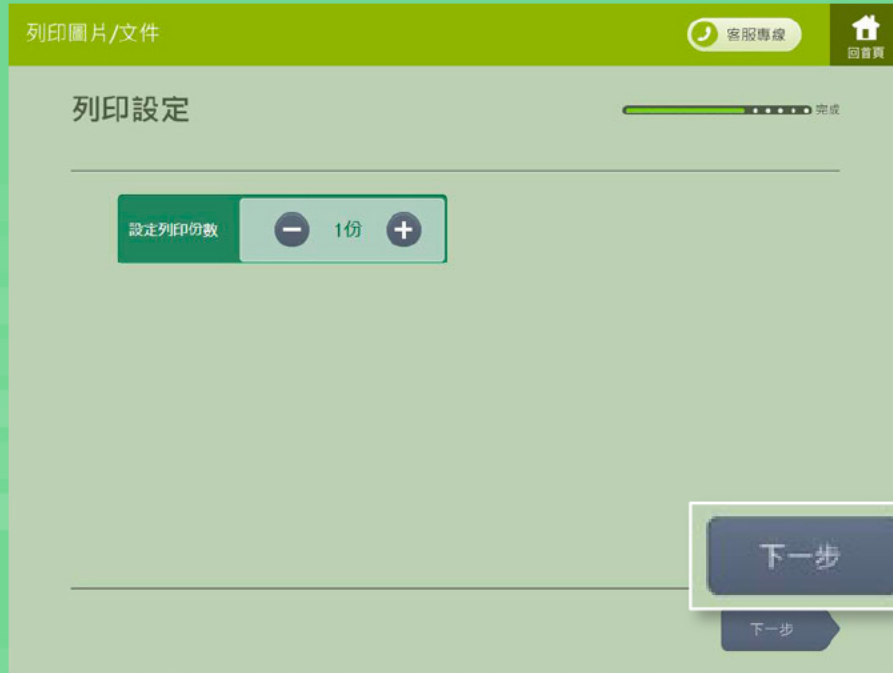 列印圖片/文件
客服專線
回首頁
列印設定
完成
設定列印份數
1份
下一步
下一步